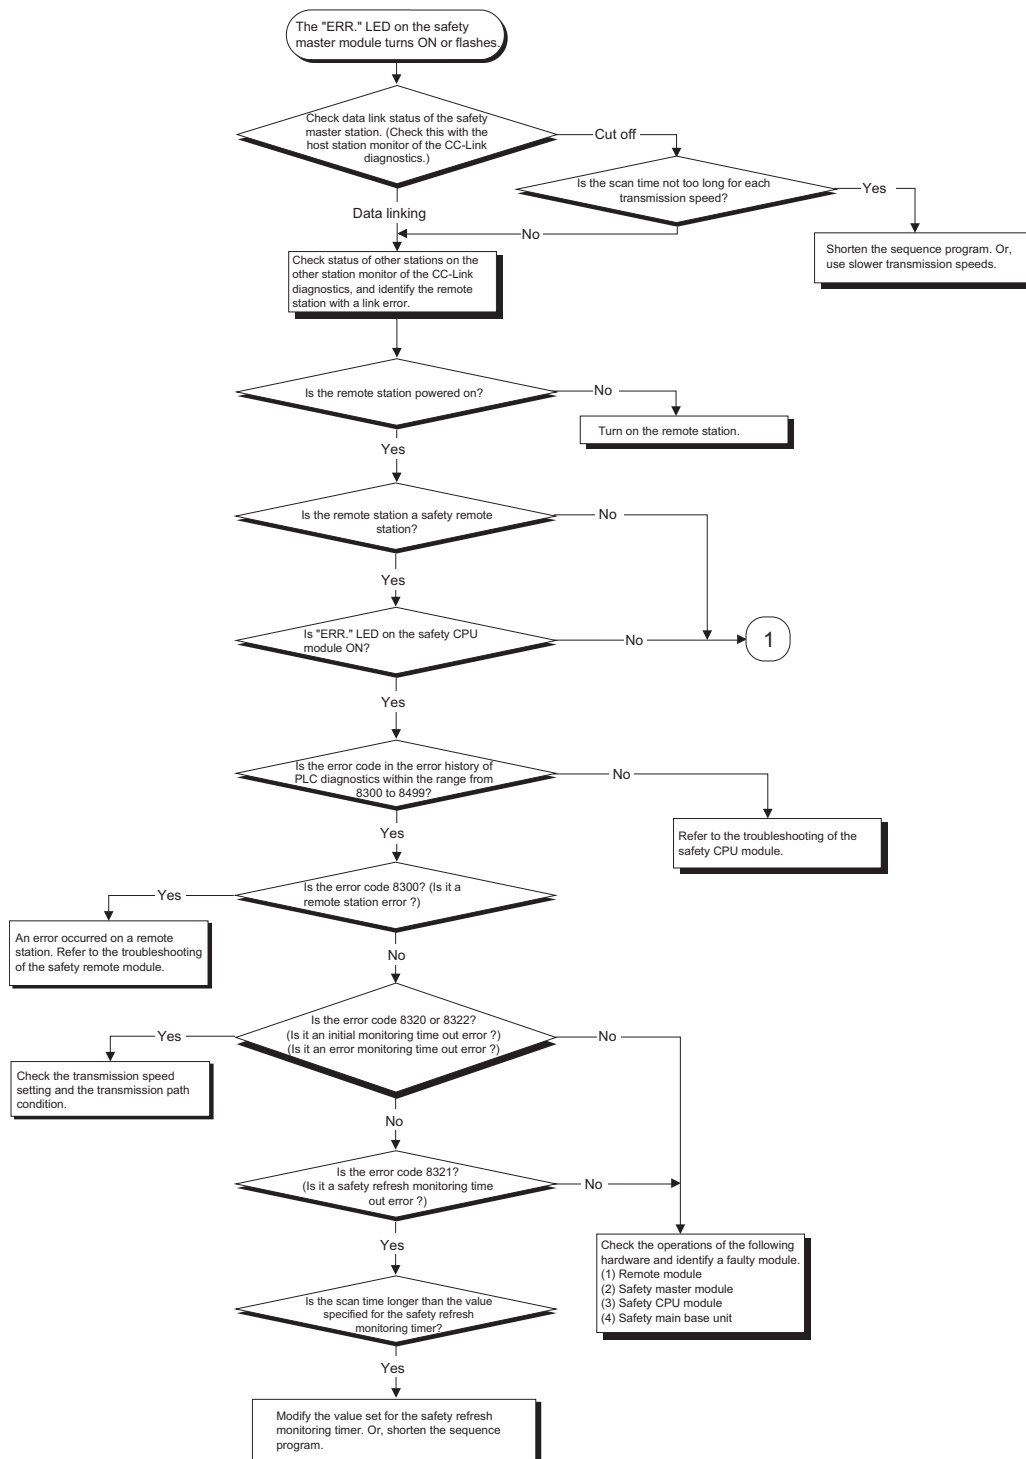 The "ERR." LED on the safety
master module turns ON or flashes.
Check data link status of the safety
master station. (Check this with the
host station monitor of the CC-Link
diagnostics.)
Cut off
Is the scan time not too long for each
transmission speed?
Yes
Data linking
No
Shorten the sequence program. Or,
use slower transmission speeds.
Check status of other stations on the
other station monitor of the CC-Link
diagnostics, and identify the remote
station with a link error.
Is the remote station powered on?
No
Turn on the remote station.
Yes
Is the remote station a safety remote
station?
No
Yes
Is "ERR." LED on the safety CPU
module ON?
No
1
Yes
Is the error code in the error history of
PLC diagnostics within the range from
8300 to 8499?
No
Refer to the troubleshooting of the
safety CPU module.
Yes
Is the error code 8300? (Is it a
remote station error ?)
Yes
An error occurred on a remote
station. Refer to the troubleshooting
of the safety remote module.
No
Is the error code 8320 or 8322?
(Is it an initial monitoring time out error ?)
(Is it an error monitoring time out error ?)
Yes
No
Check the transmission speed
setting and the transmission path
condition.
No
Is the error code 8321?
(Is it a safety refresh monitoring time
out error ?)
No
Yes
Check the operations of the following
hardware and identify a faulty module.
(1) Remote module
(2) Safety master module
(3) Safety CPU module
(4) Safety main base unit
Is the scan time longer than the value
specified for the safety refresh
monitoring timer?
Yes
Modify the value set for the safety refresh
monitoring timer. Or, shorten the sequence
program.